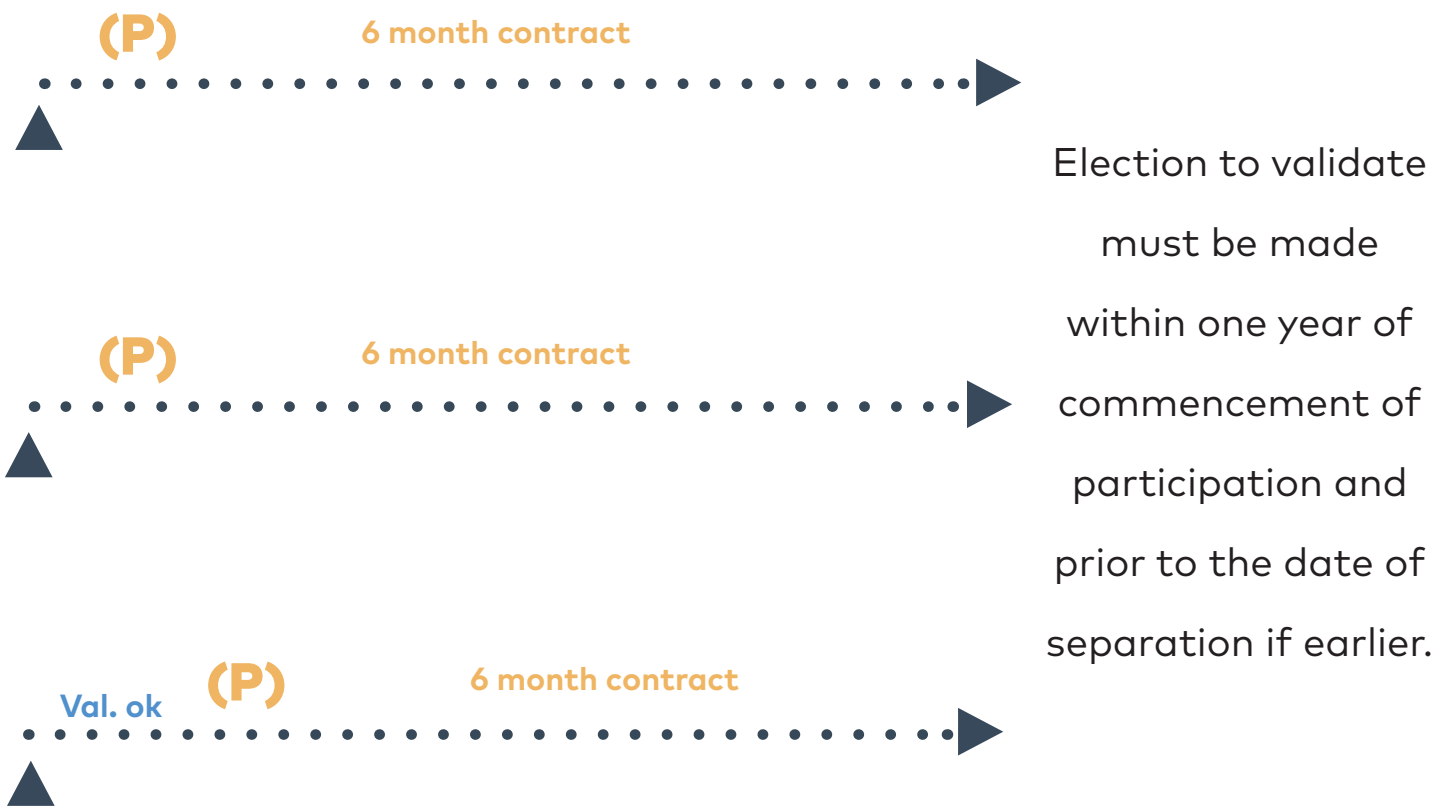 (P) 6 month contract
(P) 6 month contract
Val. ok (P) 6 month contract
Election to validate
must be made
within one year of
commencement of
participation and
prior to the date of
separation if earlier.